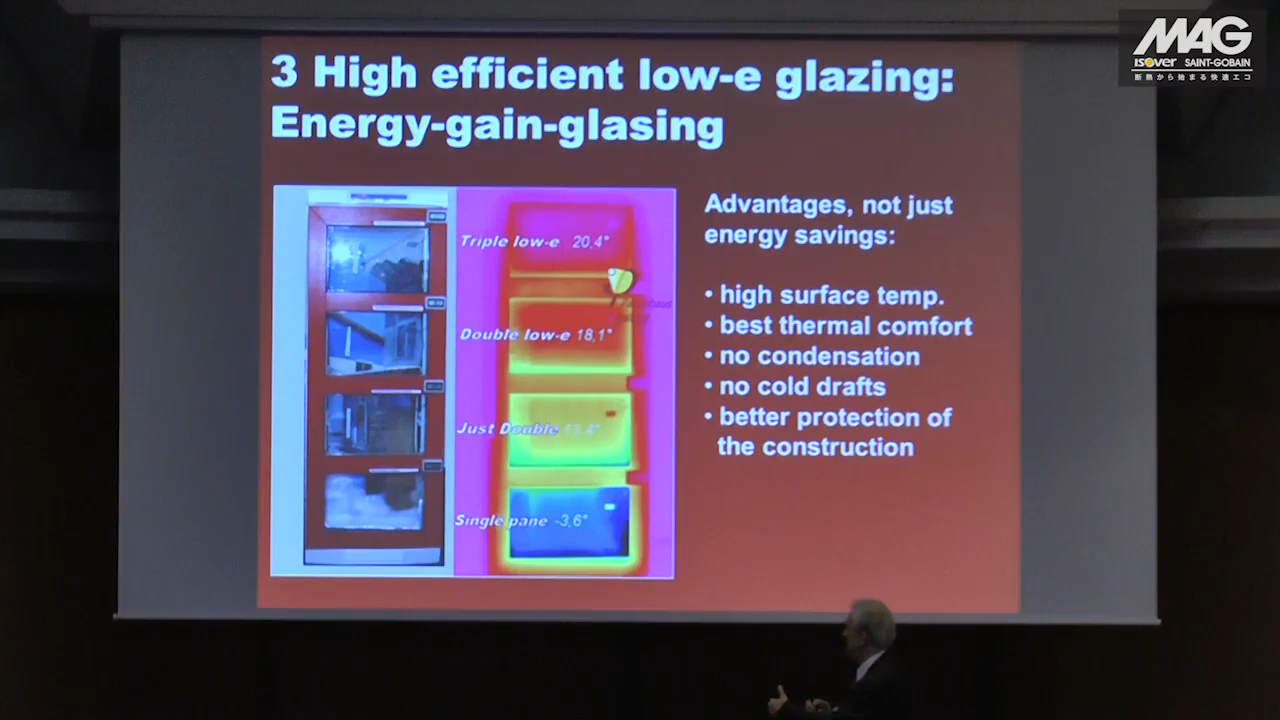 MAG
isover SAINT-GOBAIN
断熱から始まる快適エコ
3 High efficient low-e glazing:
Energy-gain-glasing
Triple low-e 20,4°
Double low-e 18,1°
Just Double
Single pane -3,6°
Advantages, not just
energy savings:
• high surface temp.
• best thermal comfort
• no condensation
• no cold drafts
• better protection of
the construction